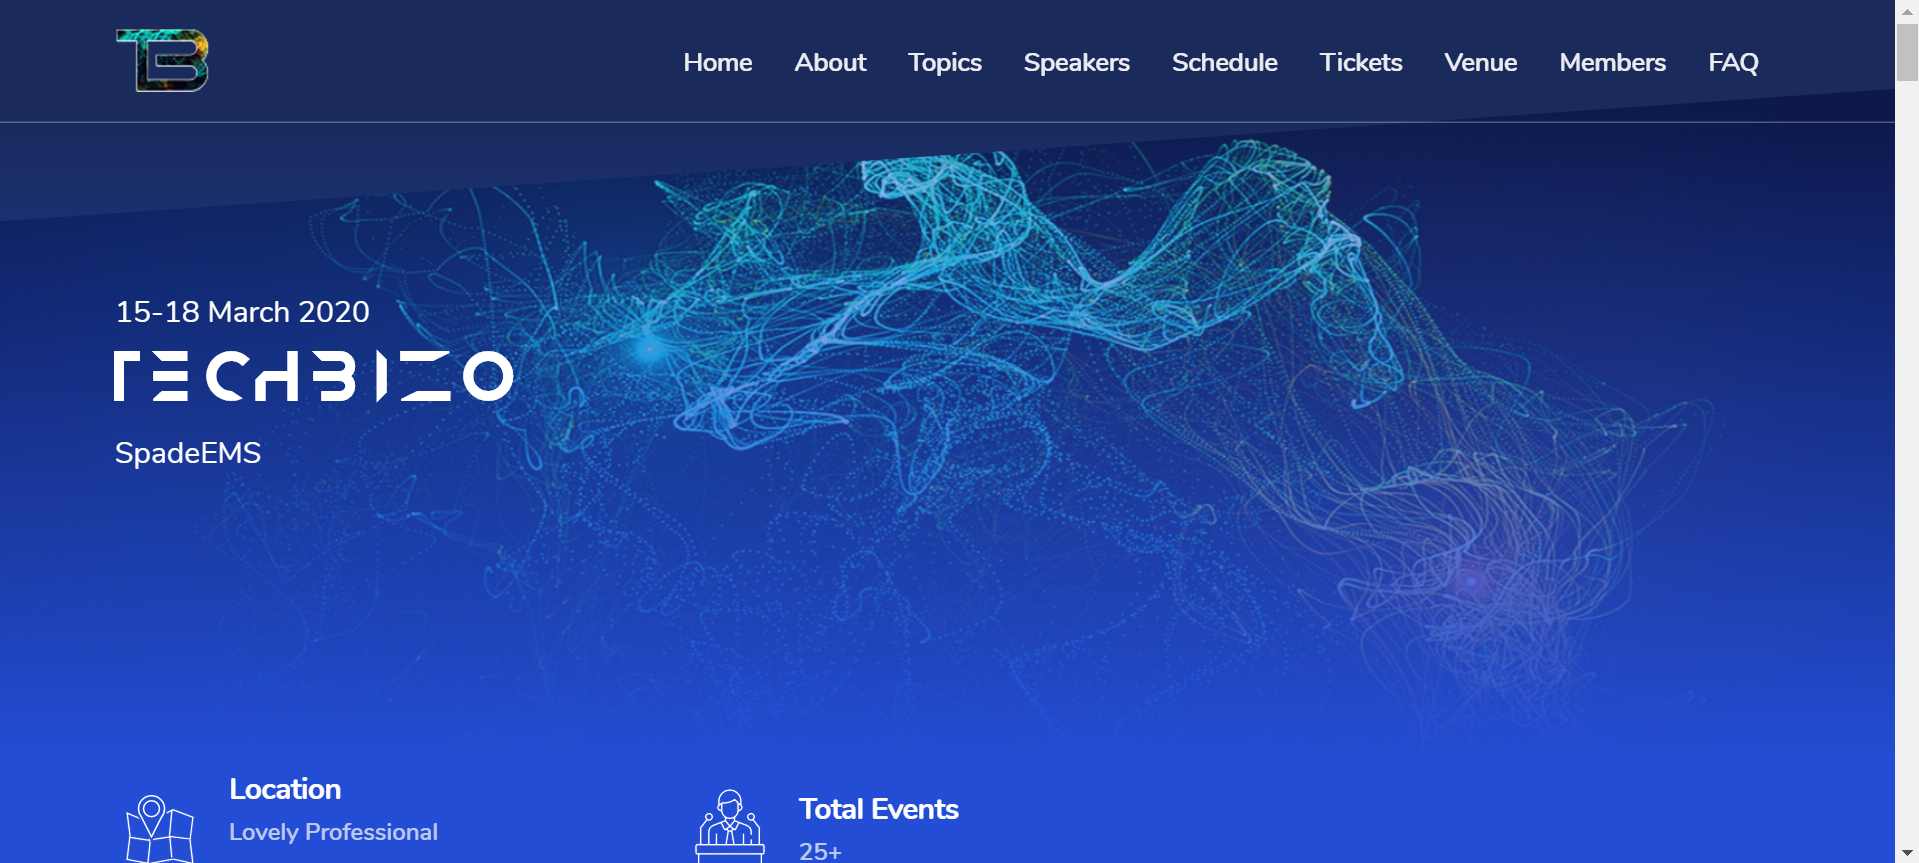 TB
Home About Topics Speakers Schedule Tickets Venue Members FAQ
15-18 March 2020
TECHBIZO
SpadeEMS
Location
Lovely Professional
Total Events
25+